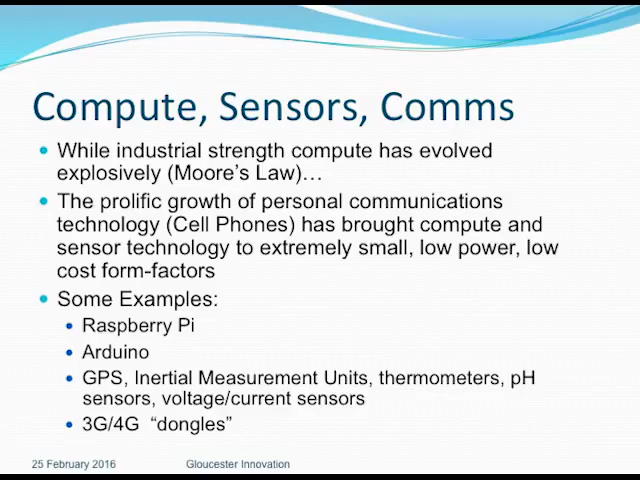 Compute, Sensors, Comms
While industrial strength compute has evolved
explosively (Moore's Law)…
The prolific growth of personal communications
technology (Cell Phones) has brought compute and
sensor technology to extremely small, low power, low
cost form-factors
Some Examples:
Raspberry Pi
Arduino
GPS, Inertial Measurement Units, thermometers, pH
sensors, voltage/current sensors
3G/4G “dongles”
25 February 2016
Gloucester Innovation